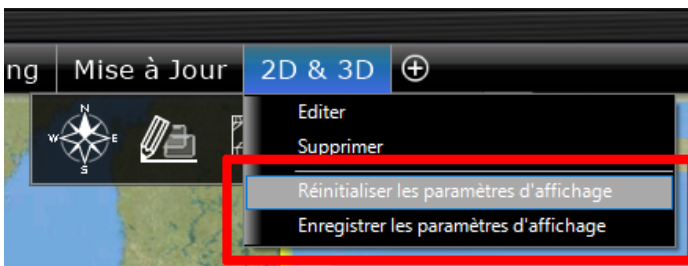 ng Mise à Jour 2D & 3D
N
W E
S
Editer
Supprimer
Réinitialiser les paramètres d'affichage
Enregistrer les paramètres d'affichage